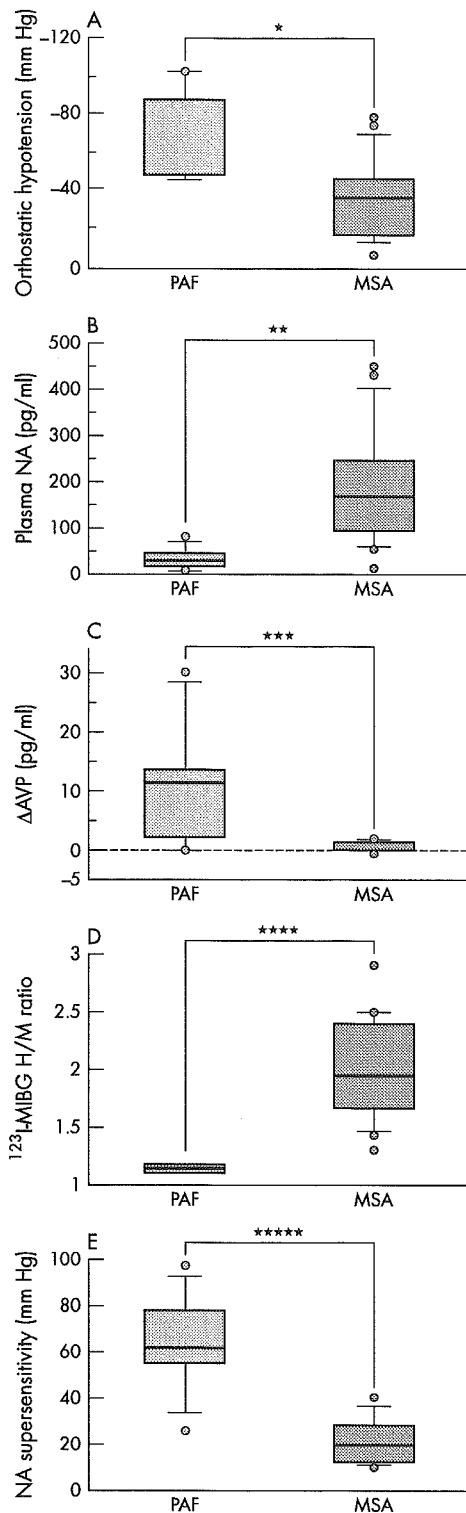 A
Orthostatic hypotension (mm Hg)
–120
–80
–40
0
*
PAF
MSA
B
Plasma NA (pg/ml)
500
400
300
200
100
0
**
PAF
MSA
C
ΔAVP (pg/ml)
30
20
10
0
–5
***
PAF
MSA
D
¹²³I-MIBG H/M ratio
3
2.5
2
1.5
1
****
PAF
MSA
E
NA supersensitivity (mm Hg)
100
80
60
40
20
0
*****
PAF
MSA